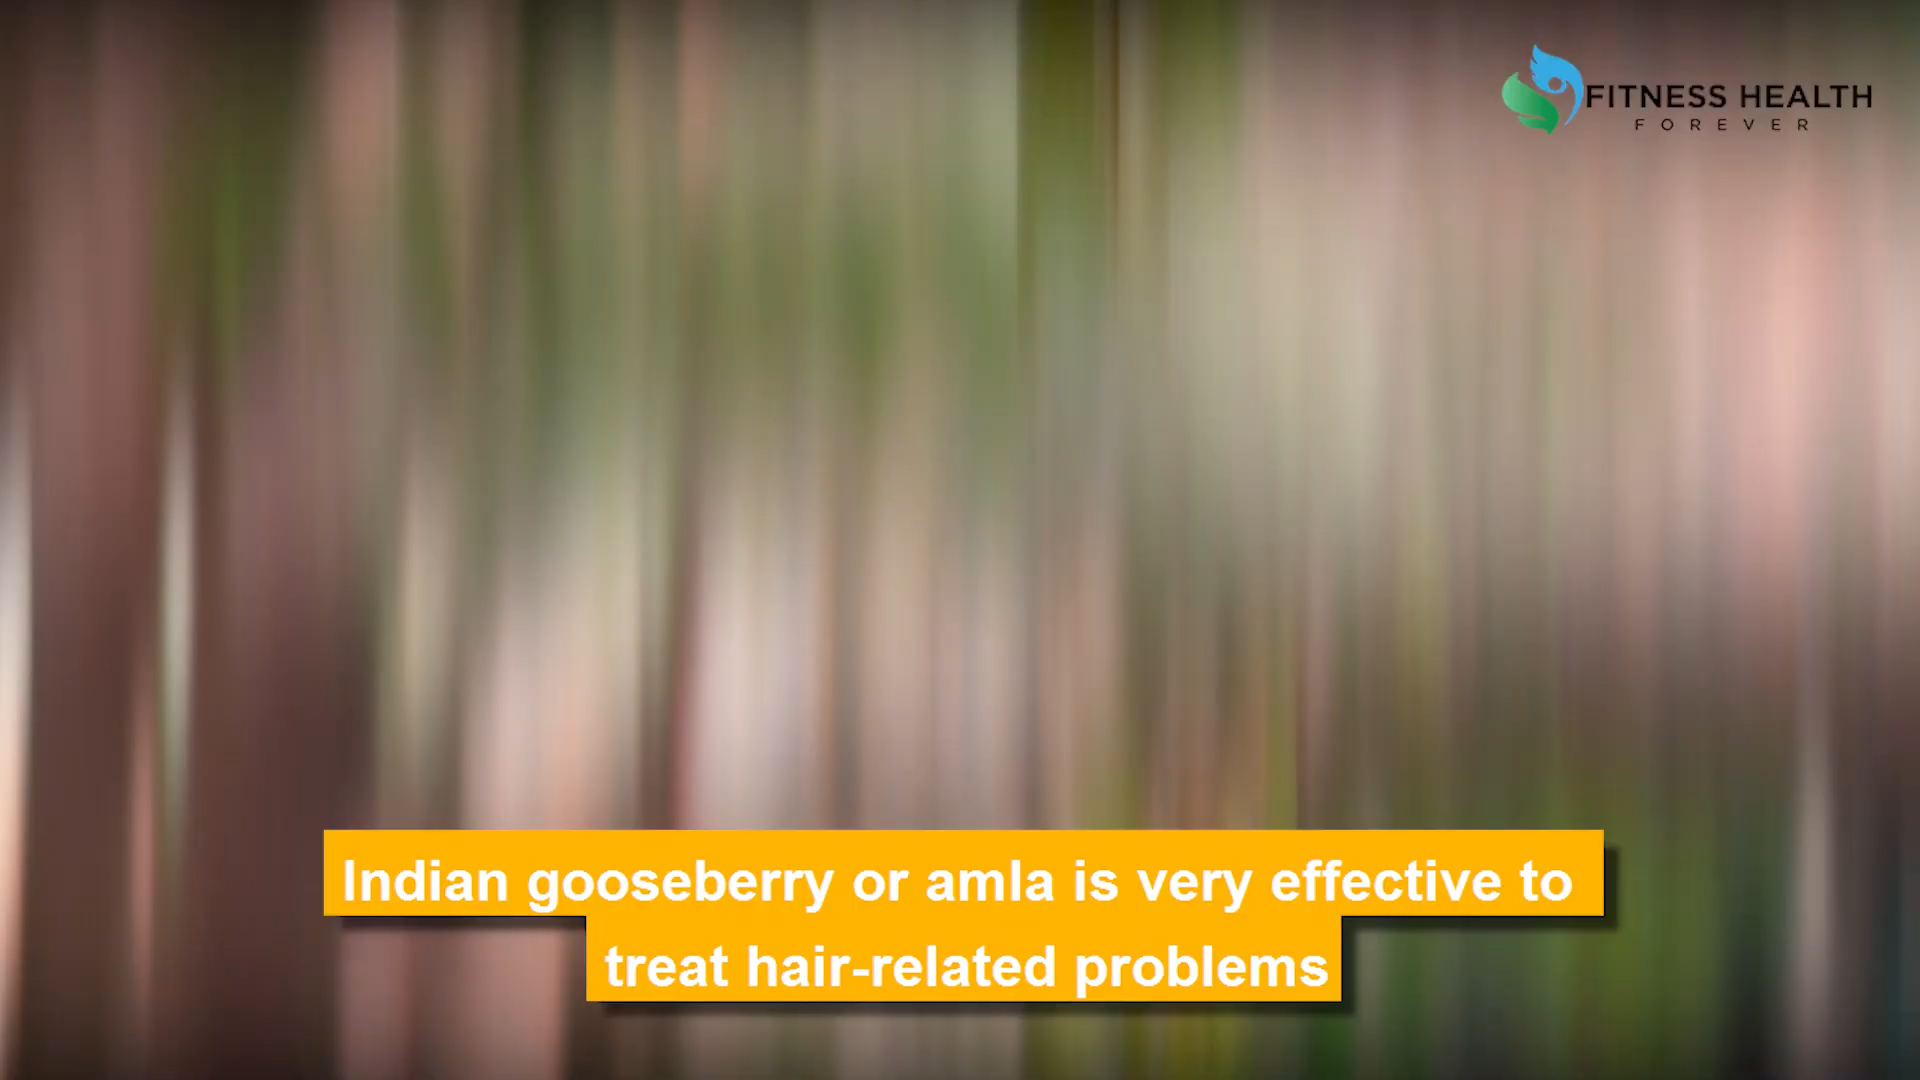 FITNESS HEALTH
FOREVER
Indian gooseberry or amla is very effective to
treat hair-related problems